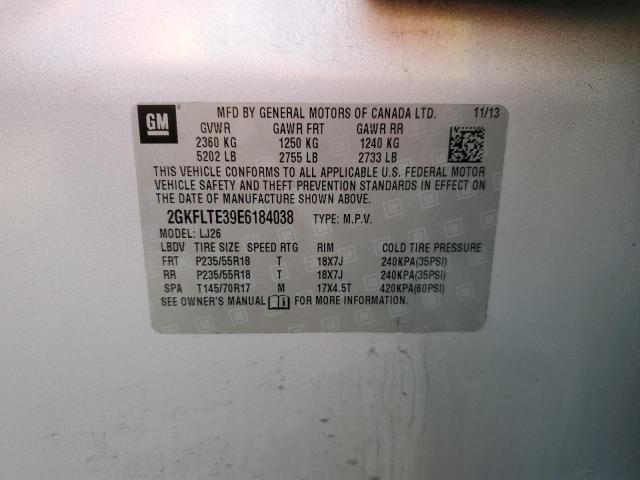 GM
MFD BY GENERAL MOTORS OF CANADA LTD. 11/13
GVWR GAWR FRT GAWR RR
2360 KG 1250 KG 1240 KG
5202 LB 2755 LB 2733 LB
THIS VEHICLE CONFORMS TO ALL APPLICABLE U.S. FEDERAL MOTOR
VEHICLE SAFETY AND THEFT PREVENTION STANDARDS IN EFFECT ON
THE DATE OF MANUFACTURE SHOWN ABOVE.
2GKFLTE39E6184038 TYPE: M.P.V.
MODEL: LJ26
LBDV TIRE SIZE SPEED RTG RIM COLD TIRE PRESSURE
FRT P235/55R18 T 18X7J 240KPA(35PSI)
RR P235/55R18 T 18X7J 240KPA(35PSI)
SPA T145/70R17 M 17X4.5T 420KPA(60PSI)
SEE OWNER'S MANUAL FOR MORE INFORMATION.